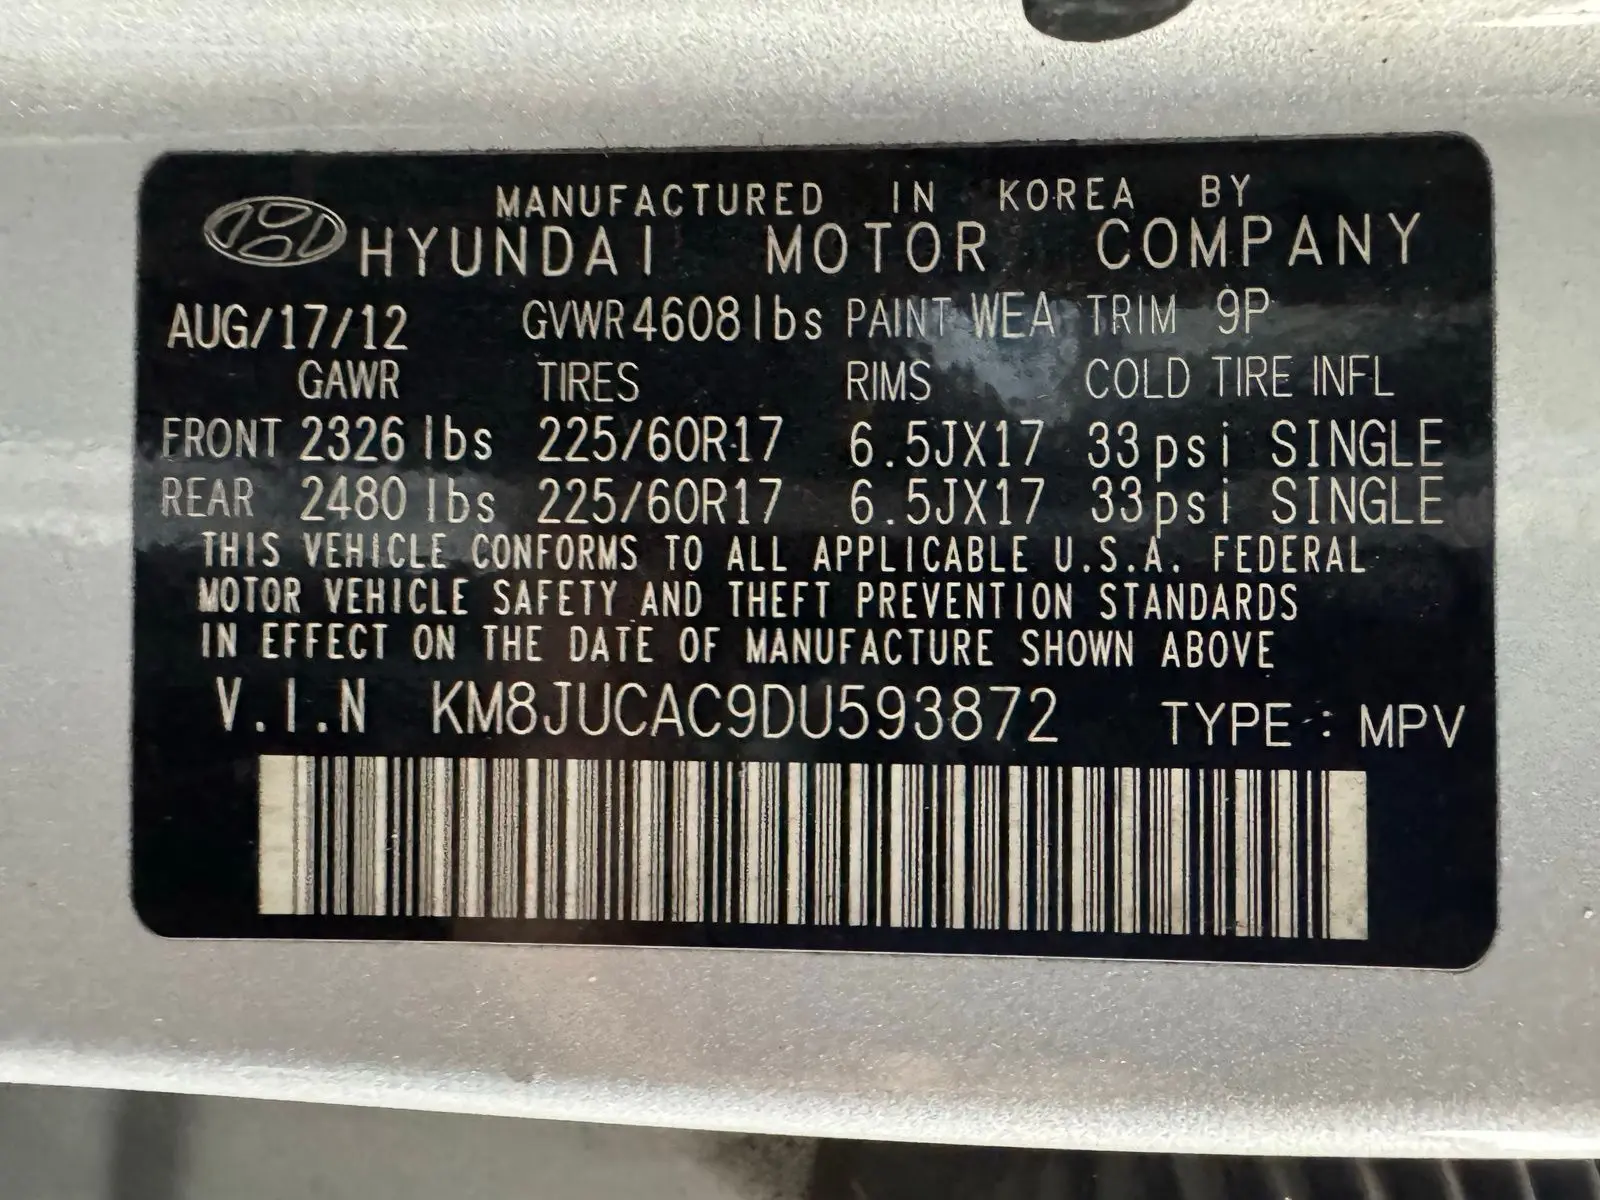 MANUFACTURED IN KOREA BY
HYUNDAI MOTOR COMPANY
AUG/17/12 GVWR 4608 lbs PAINT WEA TRIM 9P
GAWR TIRES RIMS COLD TIRE INFL
FRONT 2326 lbs 225/60R17 6.5JX17 33psi SINGLE
REAR 2480 lbs 225/60R17 6.5JX17 33psi SINGLE
THIS VEHICLE CONFORMS TO ALL APPLICABLE U.S.A. FEDERAL
MOTOR VEHICLE SAFETY AND THEFT PREVENTION STANDARDS
IN EFFECT ON THE DATE OF MANUFACTURE SHOWN ABOVE
V.I.N KM8JUCAC9DU593872 TYPE : MPV